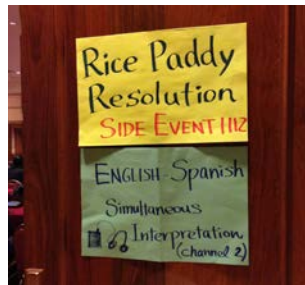 Rice Paddy
Resolution
SIDE EVENT 1112
ENGLISH-Spanish
Simultaneous
Interpretation
(channel 2)